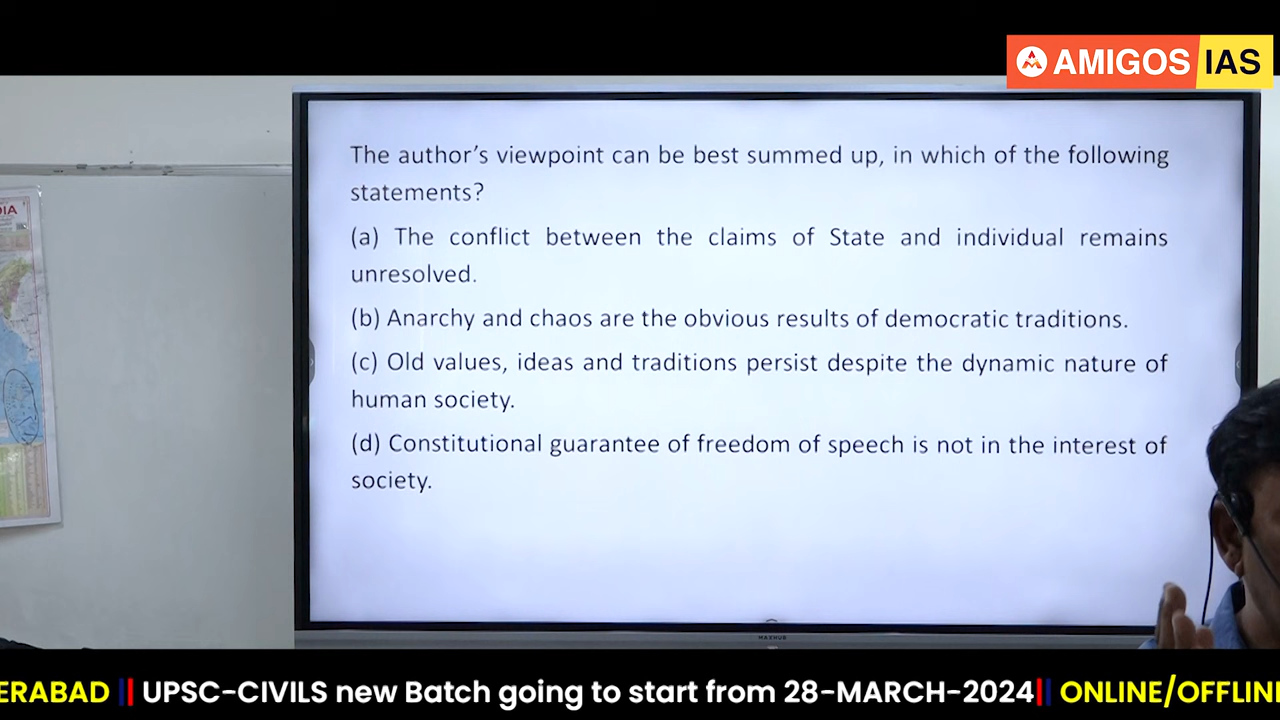 AMIGOS IAS
The author's viewpoint can be best summed up, in which of the following
statements?
(a) The conflict between the claims of State and individual remains
unresolved.
(b) Anarchy and chaos are the obvious results of democratic traditions.
(c) Old values, ideas and traditions persist despite the dynamic nature of
human society.
(d) Constitutional guarantee of freedom of speech is not in the interest of
society.
MAXHUB
ERABAD || UPSC-CIVILS new Batch going to start from 28-MARCH-2024|| ONLINE/OFFLINE